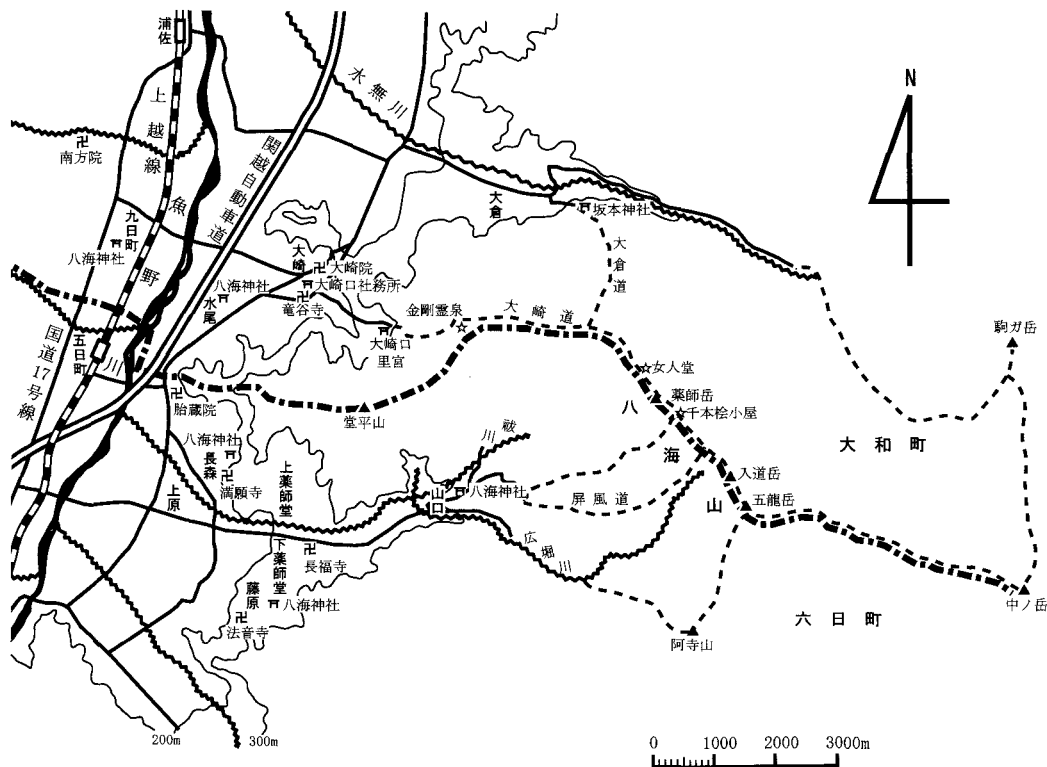 浦佐
上越線
南方院
九日町
八海神社
魚野川
五日町
国道17号線
関越自動車道
水無川
大倉
坂本神社
大倉道
大崎
大崎院
大崎口社務所
竜谷寺
八海神社
水尾
大崎口
里宮
金剛霊泉
大崎道
女人堂
薬師岳
千本桧小屋
八海山
入道岳
五龍岳
駒ガ岳
大和町
中ノ岳
六日町
阿寺山
堂平山
胎蔵院
八海神社
長森
満願寺
上原
上薬師堂
下薬師堂
長福寺
藤原
八海神社
法音寺
山口
八海神社
祓川
屏風道
広堀川
200m
300m
N
0 1000 2000 3000m